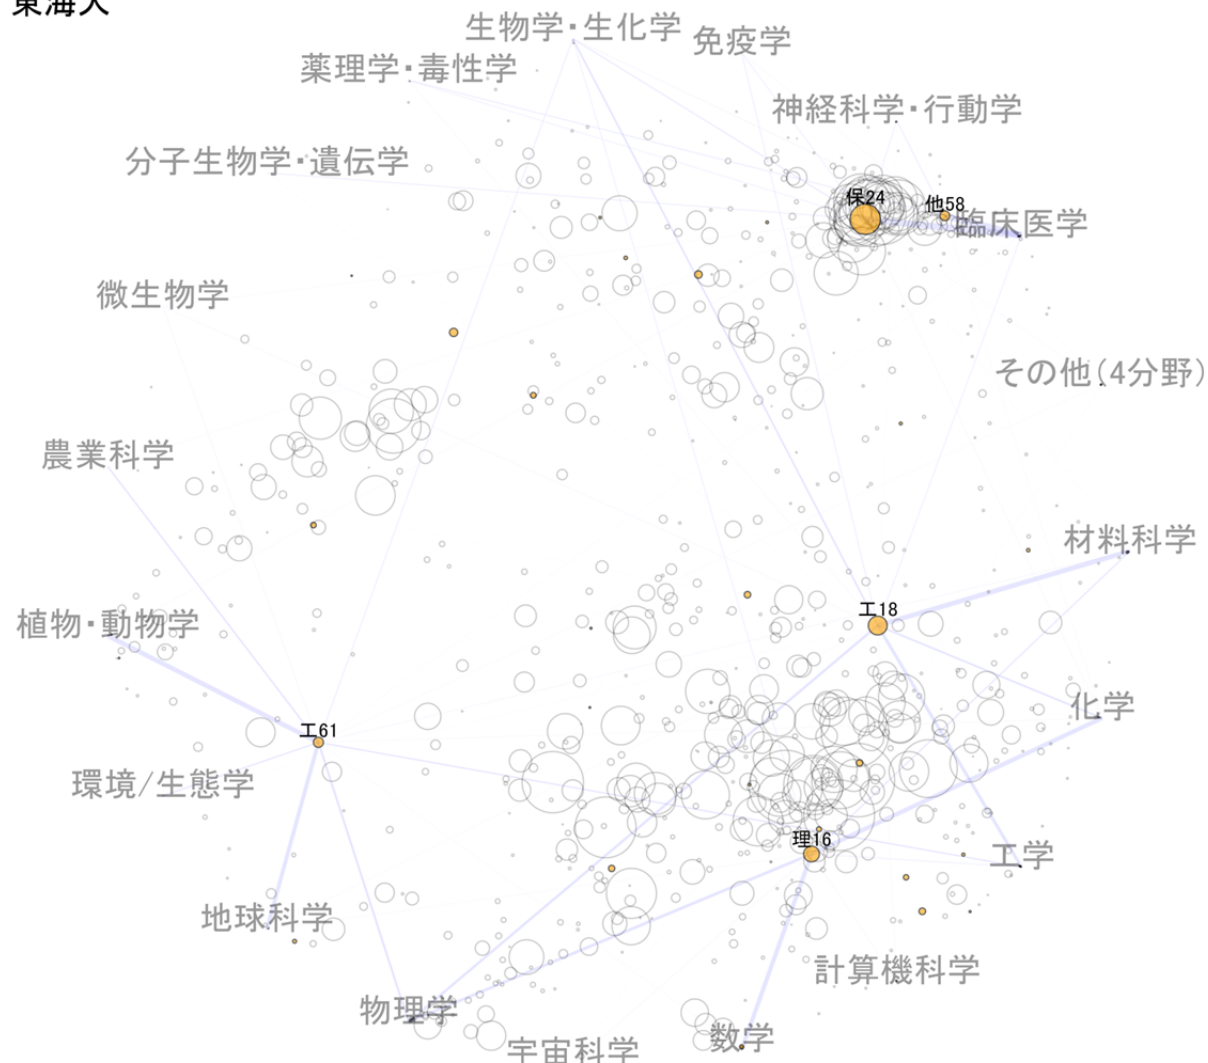 東海大
生物学・生化学
免疫学
薬理学・毒性学
神経科学・行動学
分子生物学・遺伝学
保24
他58
臨床医学
微生物学
その他(4分野)
農業科学
材料科学
工18
植物・動物学
化学
工61
環境/生態学
理16
工学
地球科学
計算機科学
物理学
数学
宇宙科学